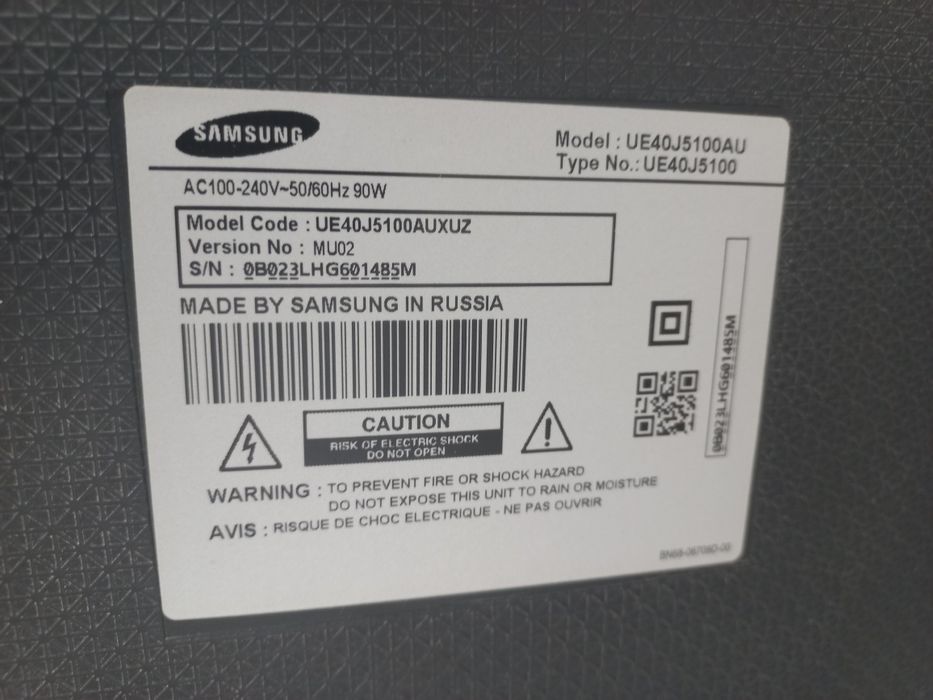 SAMSUNG
Model : UE40J5100AU
Type No.: UE40J5100
AC100-240V~50/60Hz 90W
Model Code : UE40J5100AUXUZ
Version No : MU02
S/N : 0B023LHG601485M
MADE BY SAMSUNG IN RUSSIA
0B023LHG601485M
CAUTION
RISK OF ELECTRIC SHOCK
DO NOT OPEN
WARNING : TO PREVENT FIRE OR SHOCK HAZARD
DO NOT EXPOSE THIS UNIT TO RAIN OR MOISTURE
AVIS : RISQUE DE CHOC ELECTRIQUE - NE PAS OUVRIR